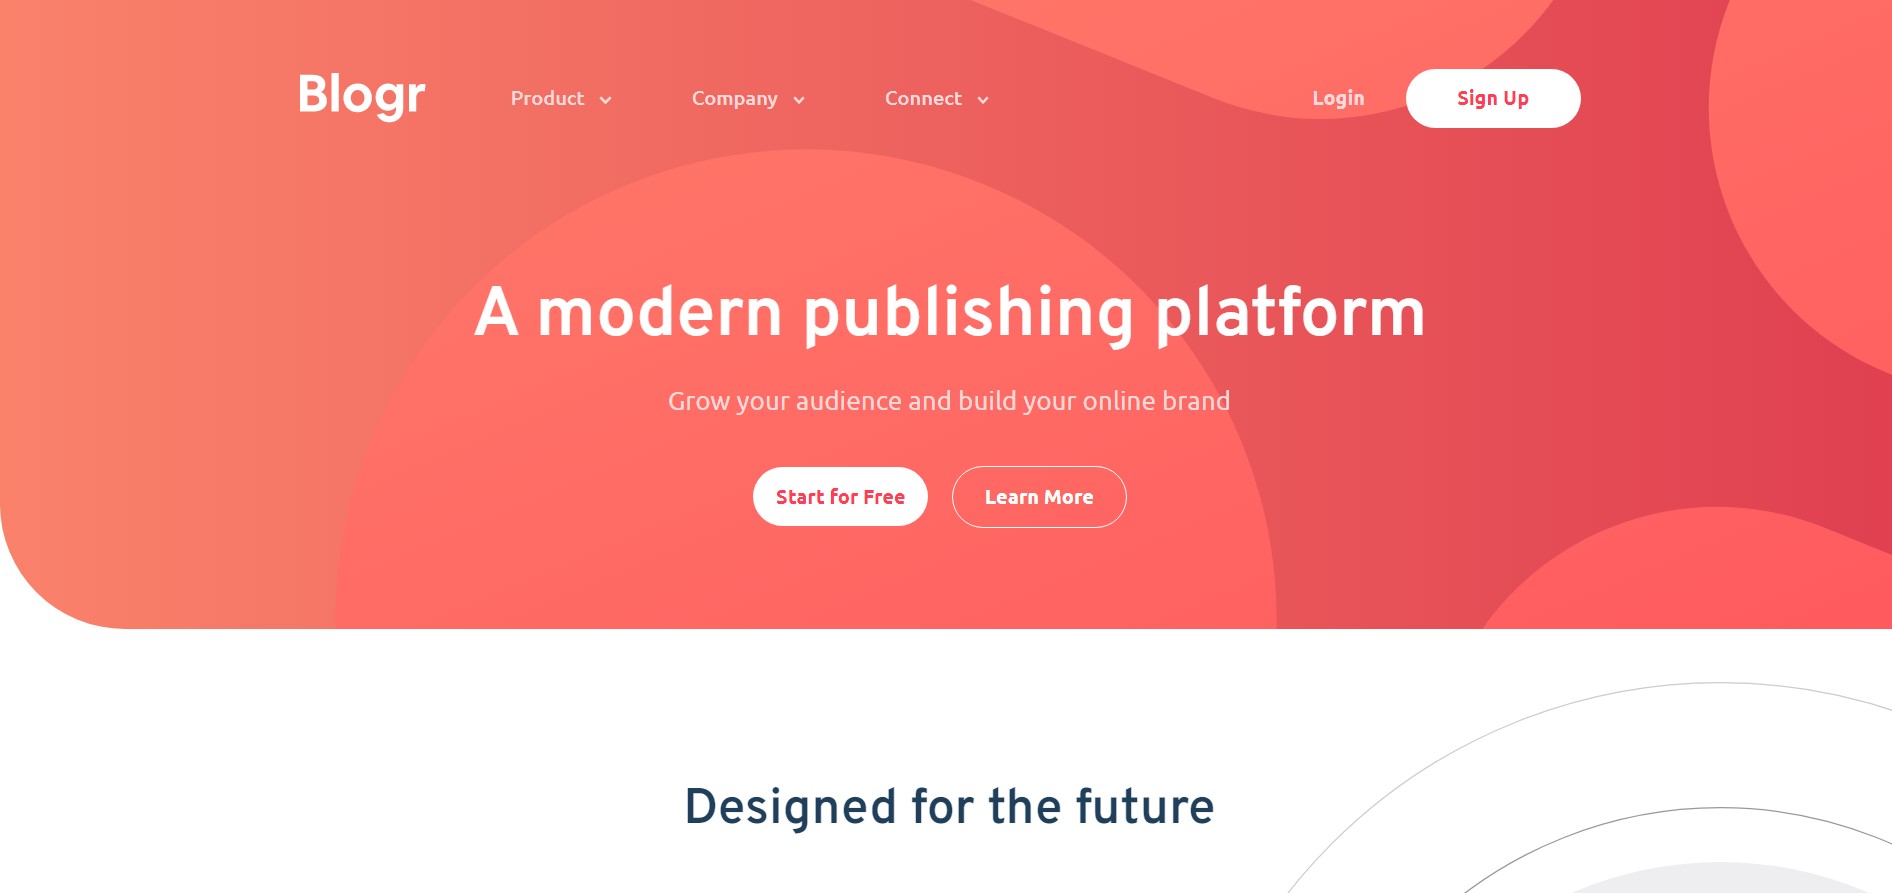 Blogr Product Company Connect Login Sign Up
A modern publishing platform
Grow your audience and build your online brand
Start for Free Learn More
Designed for the future